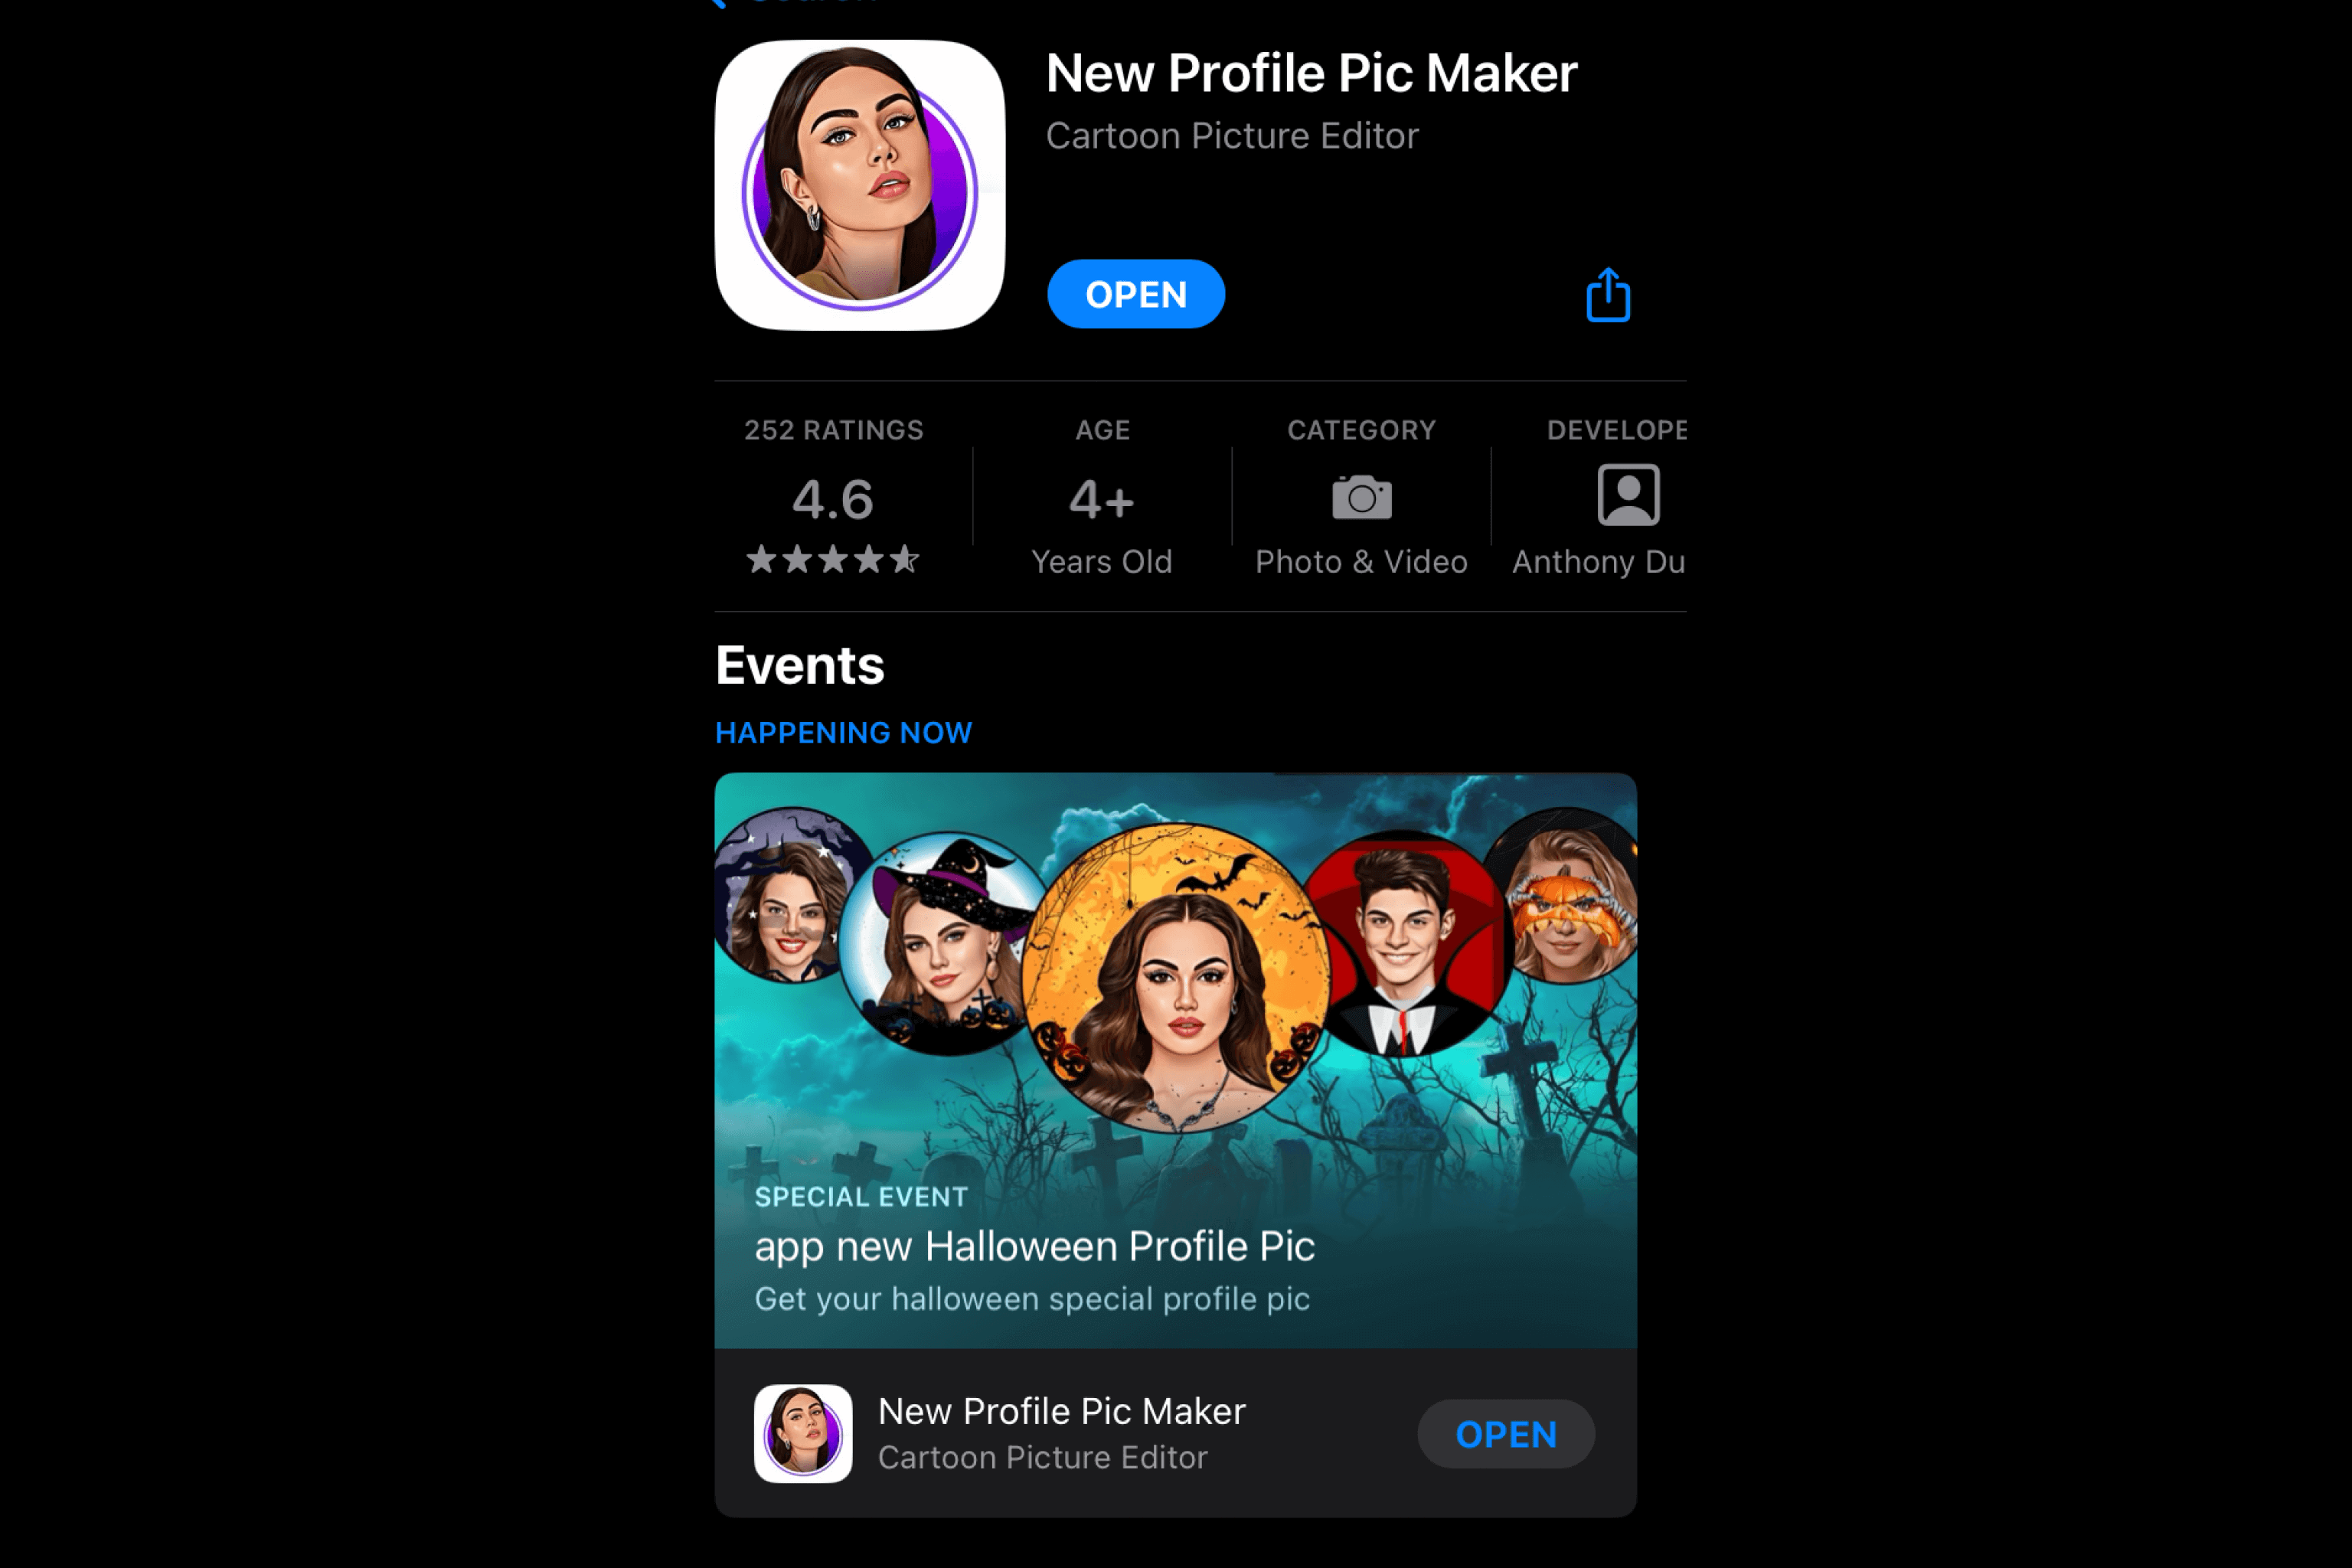 New Profile Pic Maker
Cartoon Picture Editor
OPEN
252 RATINGS
4.6
AGE
4+
Years Old
CATEGORY
Photo & Video
DEVELOPE
Anthony Du
Events
HAPPENING NOW
SPECIAL EVENT
app new Halloween Profile Pic
Get your halloween special profile pic
New Profile Pic Maker
Cartoon Picture Editor
OPEN